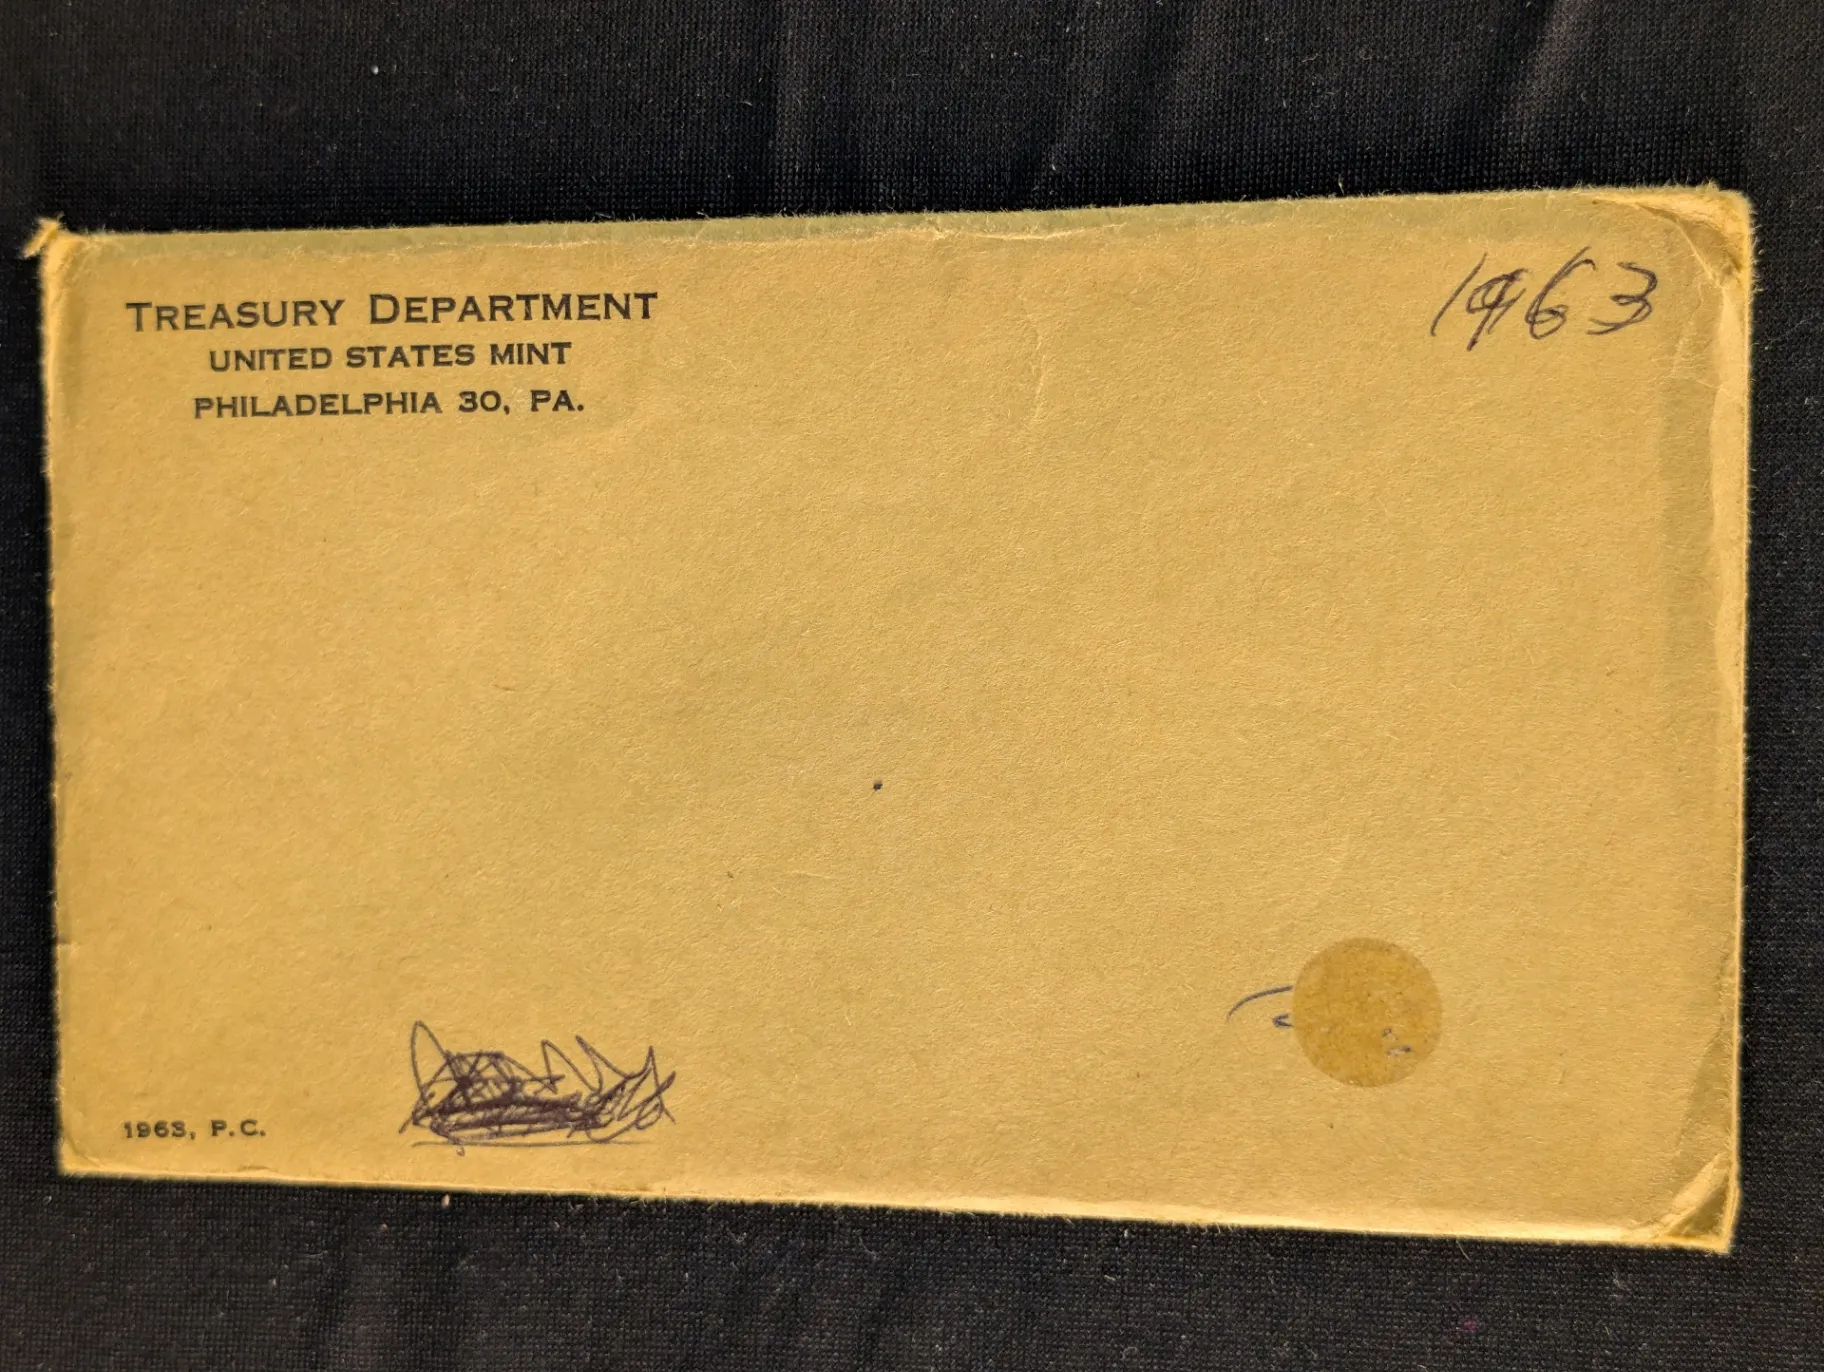 TREASURY DEPARTMENT
UNITED STATES MINT
PHILADELPHIA 30, PA.
1963
1963, P.C.